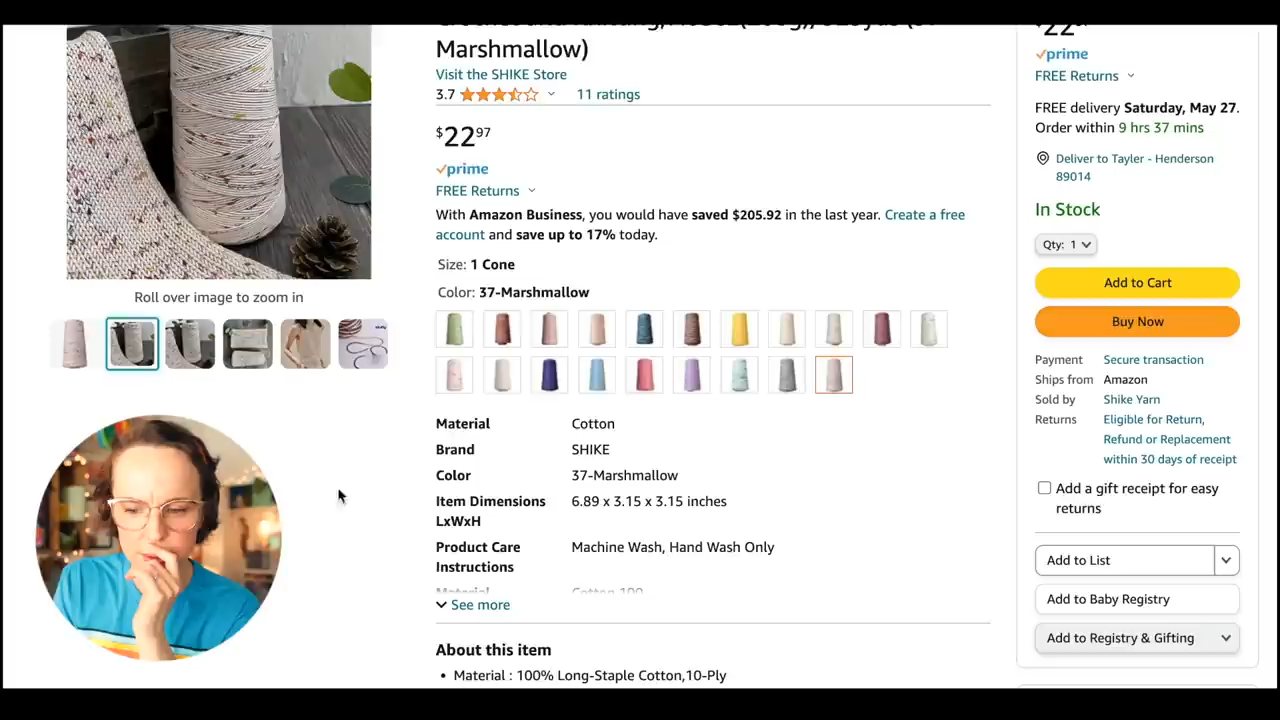 Marshmallow)
Visit the SHIKE Store
3.7
11 ratings
$22 97
prime
FREE Returns
With Amazon Business, you would have saved $205.92 in the last year. Create a free
account and save up to 17% today.
Size: 1 Cone
Color: 37-Marshmallow
Roll over image to zoom in
Material Cotton
Brand SHIKE
Color 37-Marshmallow
Item Dimensions 6.89 x 3.15 x 3.15 inches
LxWxH
Product Care Machine Wash, Hand Wash Only
Instructions
See more
About this item
• Material : 100% Long-Staple Cotton,10-Ply
prime
FREE Returns
FREE delivery Saturday, May 27.
Order within 9 hrs 37 mins
Deliver to Tayler - Henderson
89014
In Stock
Qty: 1
Add to Cart
Buy Now
Payment Secure transaction
Ships from Amazon
Sold by Shike Yarn
Returns Eligible for Return,
Refund or Replacement
within 30 days of receipt
Add a gift receipt for easy
returns
Add to List
Add to Baby Registry
Add to Registry & Gifting